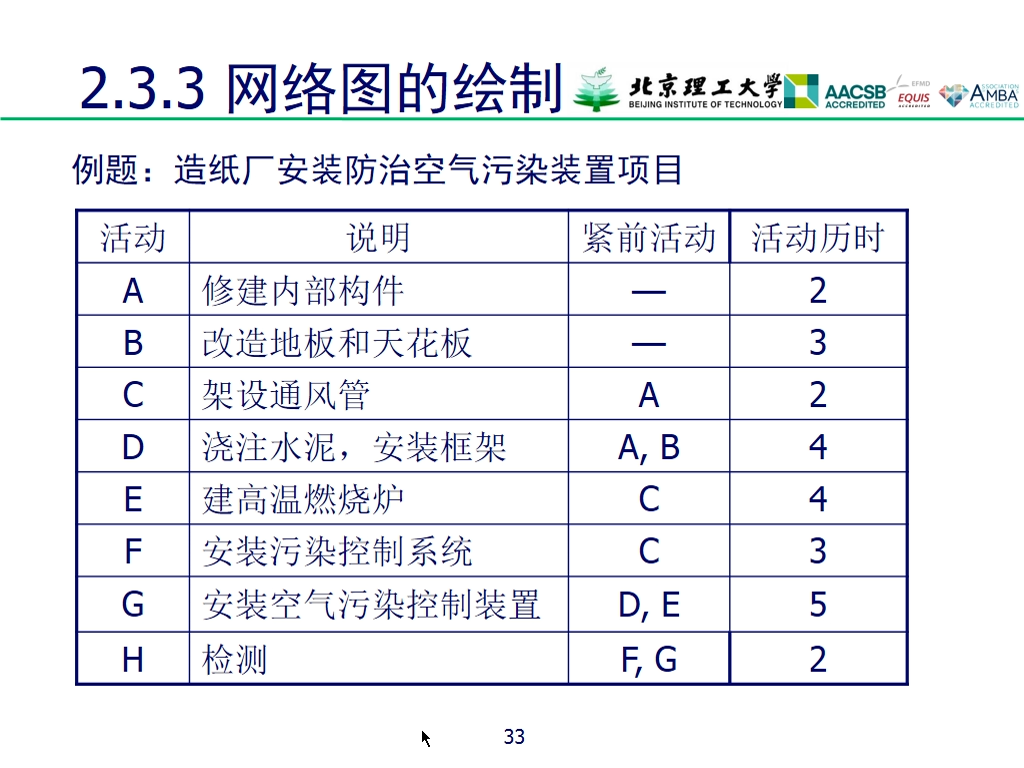 2.3.3 网络图的绘制
北京理工大学
BEIJING INSTITUTE OF TECHNOLOGY
AACSB
ACCREDITED
EFMD
EQUIS
ACCREDITED
ASSOCIATION
AMBA
ACCREDITED
例题：造纸厂安装防治空气污染装置项目
活动 说明 紧前活动 活动历时
A 修建内部构件 — 2
B 改造地板和天花板 — 3
C 架设通风管 A 2
D 浇注水泥，安装框架 A, B 4
E 建高温燃烧炉 C 4
F 安装污染控制系统 C 3
G 安装空气污染控制装置 D, E 5
H 检测 F, G 2
33